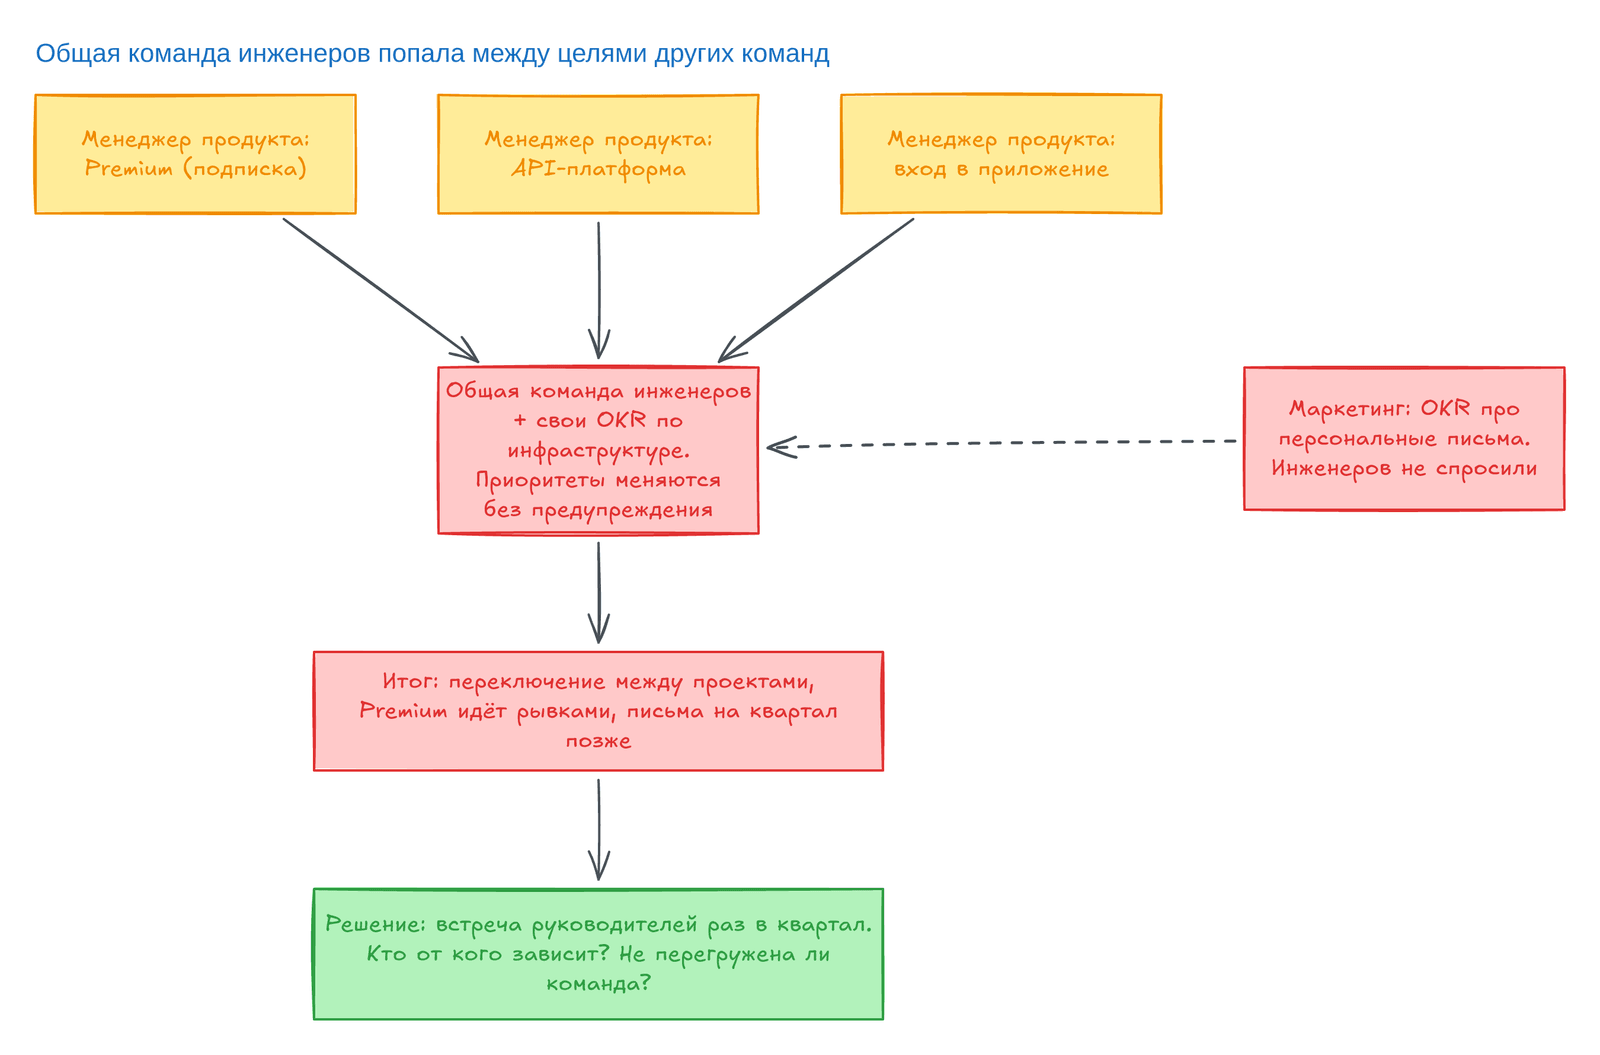 Общая команда инженеров попала между целями других команд
Менеджер продукта:
Premium (подписка)
Менеджер продукта:
API-платформа
Менеджер продукта:
вход в приложение
Общая команда инженеров
+ свои OKR по
инфраструктуре.
Приоритеты меняются
без предупреждения
Маркетинг: OKR про
персональные письма.
Инженеров не спросили
Итог: переключение между проектами,
Premium идёт рывками, письма на квартал
позже
Решение: встреча руководителей раз в квартал.
Кто от кого зависит? Не перегружена ли
команда?